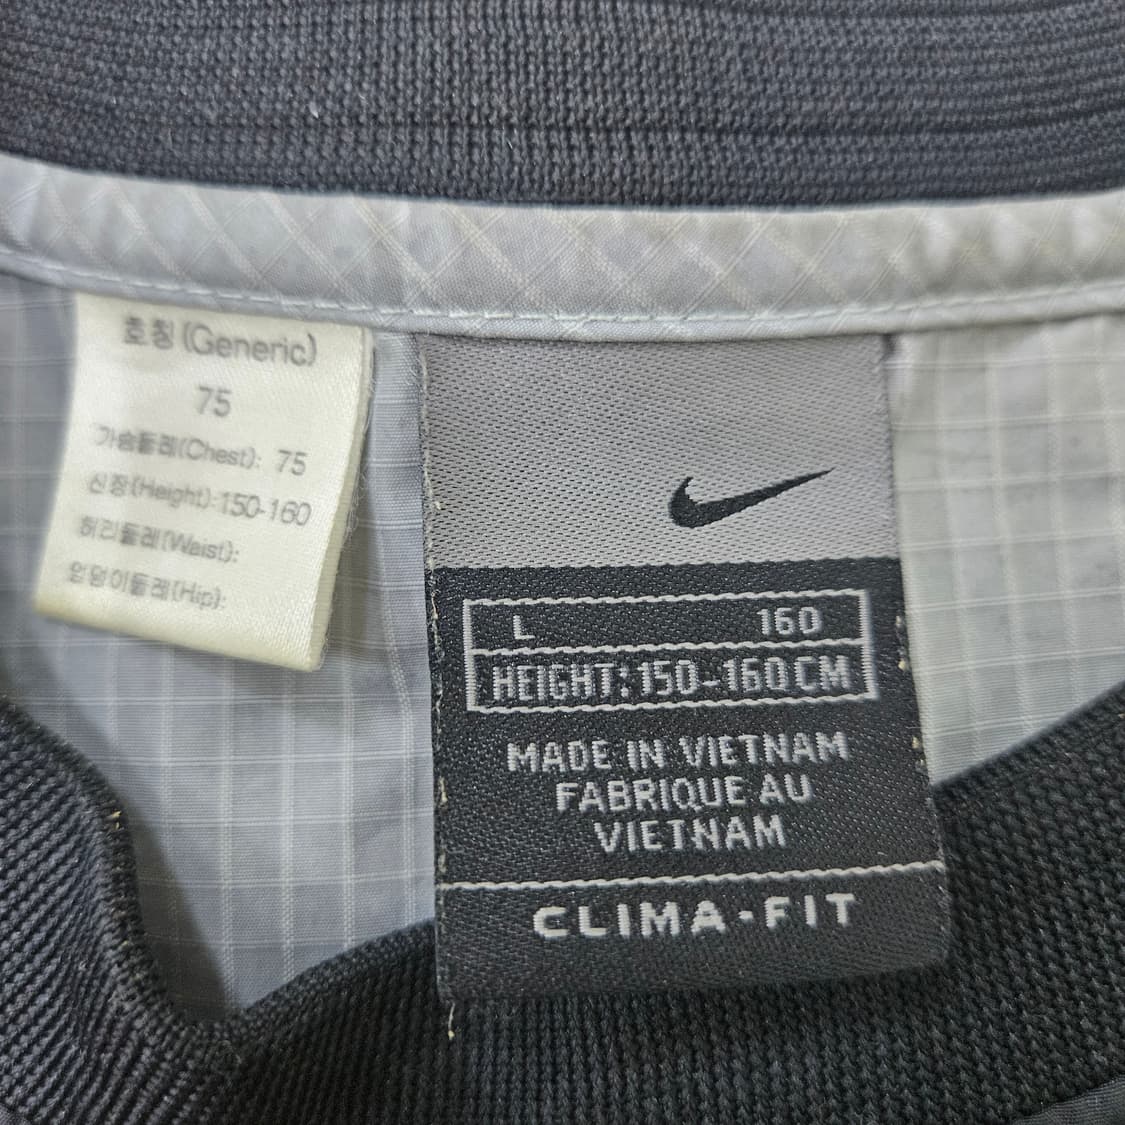 호칭(Generic)
75
가슴둘레(Chest): 75
신장(Height):150-160
허리둘레(Waist):
엉덩이둘레(Hip):
L 160
HEIGHT:150-160CM
MADE IN VIETNAM
FABRIQUE AU
VIETNAM
CLIMA-FIT